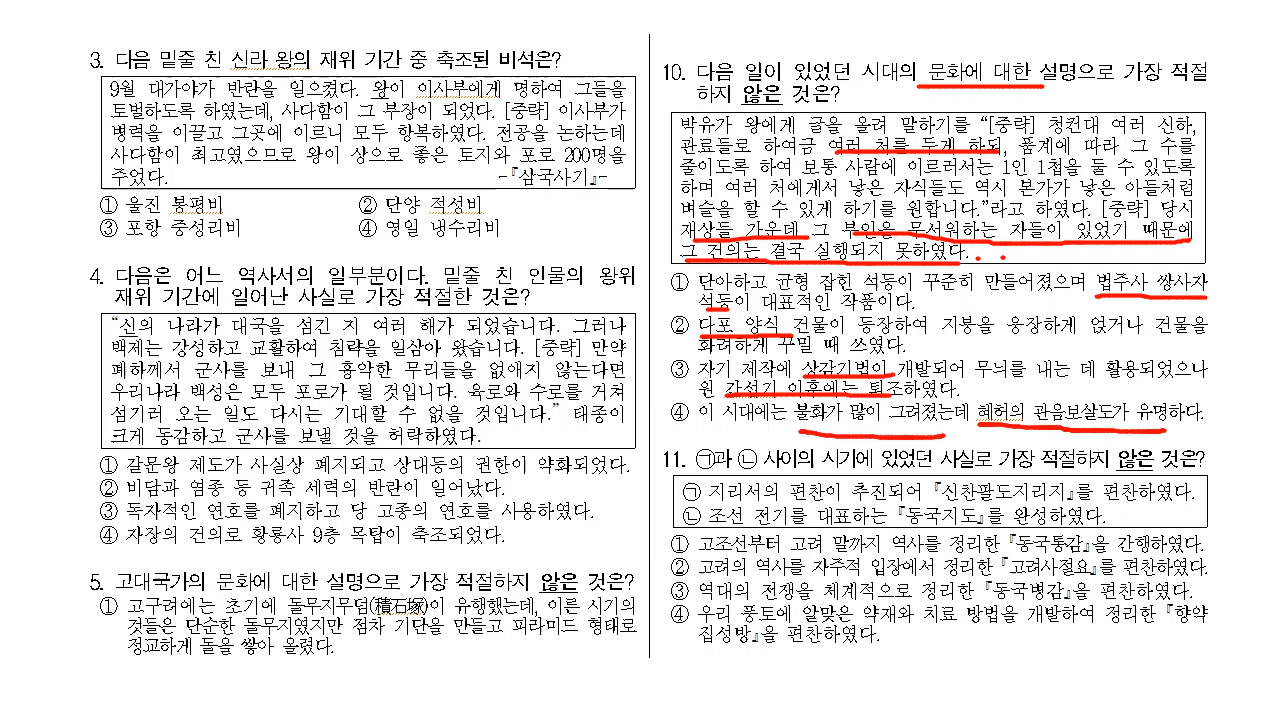 3. 다음 밑줄 친 신라 왕의 재위 기간 중 축조된 비석은?
9월 대가야가 반란을 일으켰다. 왕이 이사부에게 명하여 그들을
토벌하도록 하였는데, 사다함이 그 부장이 되었다. [중략] 이사부가
병력을 이끌고 그곳에 이르니 모두 항복하였다. 전공을 논하는데
사다함이 최고였으므로 왕이 상으로 좋은 토지와 포로 200명을
주었다. -『삼국사기』-
① 울진 봉평비 ② 단양 적성비
③ 포항 중성리비 ④ 영일 냉수리비
4. 다음은 어느 역사서의 일부분이다. 밑줄 친 인물의 왕위
재위 기간에 일어난 사실로 가장 적절한 것은?
“신의 나라가 대국을 섬긴 지 여러 해가 되었습니다. 그러나
백제는 강성하고 교활하여 침략을 일삼아 왔습니다. [중략] 만약
폐하께서 군사를 보내 그 흉악한 무리들을 없애지 않는다면
우리나라 백성은 모두 포로가 될 것입니다. 육로와 수로를 거쳐
섬기러 오는 일도 다시는 기대할 수 없을 것입니다.” 태종이
크게 동감하고 군사를 보낼 것을 허락하였다.
① 갈문왕 제도가 사실상 폐지되고 상대등의 권한이 약화되었다.
② 비담과 염종 등 귀족 세력의 반란이 일어났다.
③ 독자적인 연호를 폐지하고 당 고종의 연호를 사용하였다.
④ 자장의 건의로 황룡사 9층 목탑이 축조되었다.
5. 고대국가의 문화에 대한 설명으로 가장 적절하지 않은 것은?
① 고구려에는 초기에 돌무지무덤(積石塚)이 유행했는데, 이른 시기의
것들은 단순한 돌무지였지만 점차 기단을 만들고 피라미드 형태로
정교하게 돌을 쌓아 올렸다.
10. 다음 일이 있었던 시대의 문화에 대한 설명으로 가장 적절
하지 않은 것은?
박유가 왕에게 글을 올려 말하기를 “[중략] 청컨대 여러 신하,
관료들로 하여금 여러 처를 두게 하되, 품계에 따라 그 수를
줄이도록 하여 보통 사람에 이르러서는 1인 1첩을 둘 수 있도록
하며 여러 처에게서 낳은 자식들도 역시 본가가 낳은 아들처럼
벼슬을 할 수 있게 하기를 원합니다.”라고 하였다. [중략] 당시
재상들 가운데 그 부인을 무서워하는 자들이 있었기 때문에
그 건의는 결국 실행되지 못하였다.
① 단아하고 균형 잡힌 석등이 꾸준히 만들어졌으며 법주사 쌍사자
석등이 대표적인 작품이다.
② 다포 양식 건물이 등장하여 지붕을 웅장하게 얹거나 건물을
화려하게 꾸밀 때 쓰였다.
③ 자기 제작에 상감기법이 개발되어 무늬를 내는 데 활용되었으나
원 간섭기 이후에는 퇴조하였다.
④ 이 시대에는 불화가 많이 그려졌는데 혜허의 관음보살도가 유명하다.
11. ㉠과 ㉡ 사이의 시기에 있었던 사실로 가장 적절하지 않은 것은?
㉠ 지리서의 편찬이 추진되어 『신찬팔도지리지』를 편찬하였다.
㉡ 조선 전기를 대표하는 『동국지도』를 완성하였다.
① 고조선부터 고려 말까지 역사를 정리한 『동국통감』을 간행하였다.
② 고려의 역사를 자주적 입장에서 정리한 『고려사절요』를 편찬하였다.
③ 역대의 전쟁을 체계적으로 정리한 『동국병감』을 편찬하였다.
④ 우리 풍토에 알맞은 약재와 치료 방법을 개발하여 정리한 『향약
집성방』을 편찬하였다.